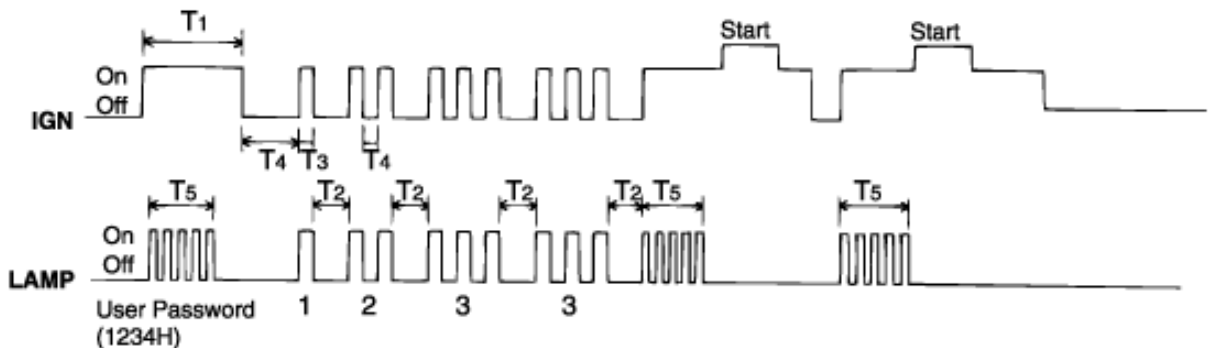 T1
Start
Start
On
Off
IGN
T4
T3
T4
T5
T2
T2
T2
T2
T5
T5
On
Off
LAMP
User Password
(1234H)
1
2
3
3